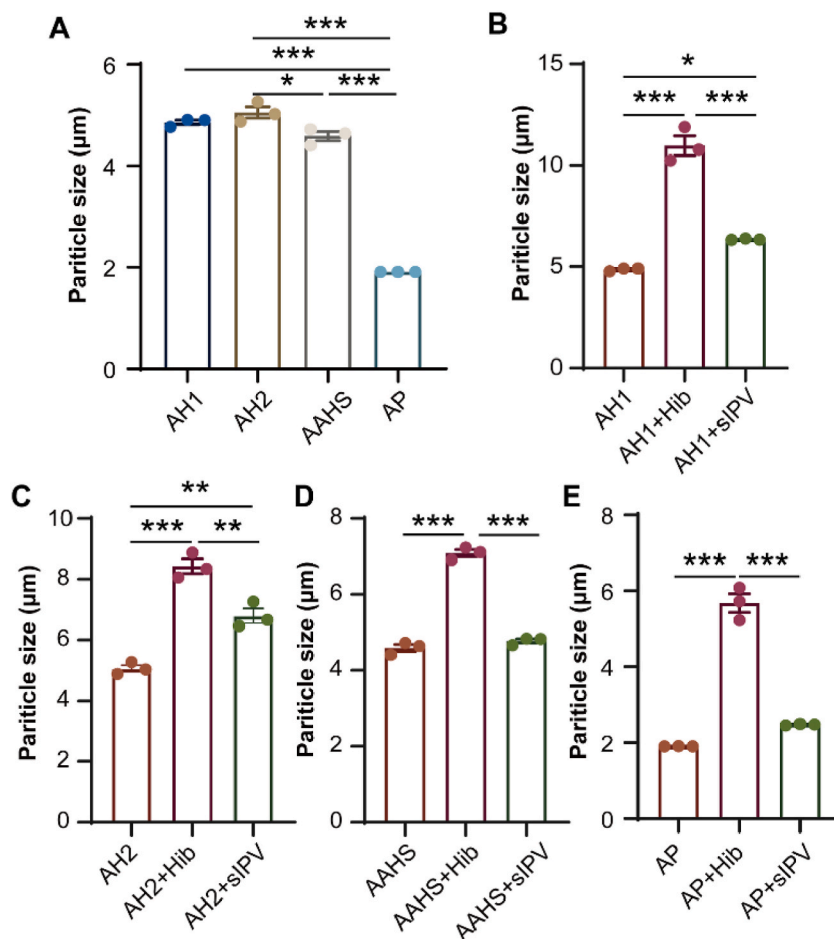 A
***
***
* ***
Pariticle size (μm)
6
4
2
0
AH1
AH2
AAHS
AP
B
*
*** ***
Pariticle size (μm)
15
10
5
0
AH1
AH1+Hib
AH1+sIPV
C
**
*** **
Pariticle size (μm)
10
8
6
4
2
0
AH2
AH2+Hib
AH2+sIPV
D
*** ***
Pariticle size (μm)
8
6
4
2
0
AAHS
AAHS+Hib
AAHS+sIPV
E
*** ***
Pariticle size (μm)
8
6
4
2
0
AP
AP+Hib
AP+sIPV